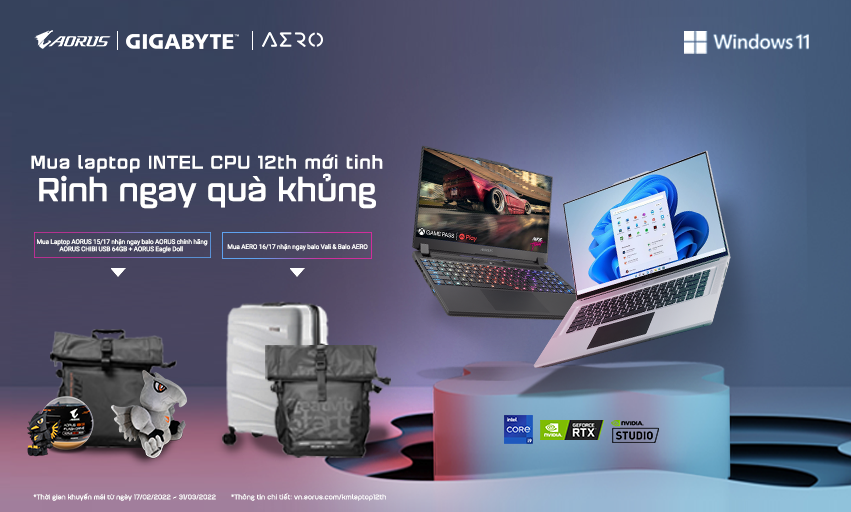 AORUS GIGABYTE™ AERO
Windows 11
Mua laptop INTEL CPU 12th mới tinh
Rinh ngay quà khủng
Mua Laptop AORUS 15/17 nhận ngay balo AORUS chính hãng
AORUS CHIBI USB 64GB + AORUS Eagle Doll
Mua AERO 16/17 nhận ngay balo Vali & Balo AERO
GAME PASS
EA Play
intel
CORE
i9
NVIDIA
GEFORCE
RTX
NVIDIA
STUDIO
*Thời gian khuyến mãi từ ngày 17/02/2022 ~ 31/03/2022
*Thông tin chi tiết: vn.aorus.com/kmlaptop12th